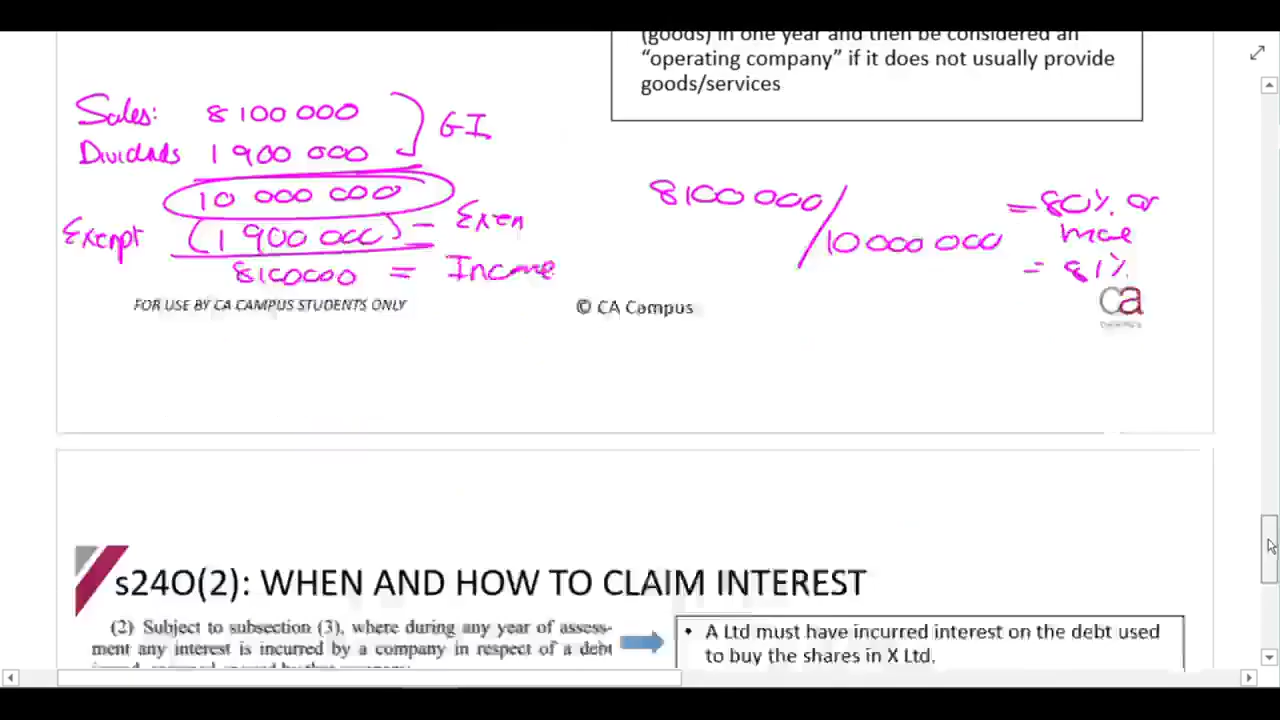 (goods) in one year and then be considered an
“operating company” if it does not usually provide
goods/services
Sales: 8 100 000
Dividends 1 900 000
GI
10 000 000
Exempt (1 900 000) - Exem
8100000 = Income
8100 000/10 000 000 = 80% or
more
= 81%
FOR USE BY CA CAMPUS STUDENTS ONLY
© CA Campus
ca
s24O(2): WHEN AND HOW TO CLAIM INTEREST
(2) Subject to subsection (3), where during any year of assess-
ment any interest is incurred by a company in respect of a debt
• A Ltd must have incurred interest on the debt used
to buy the shares in X Ltd.